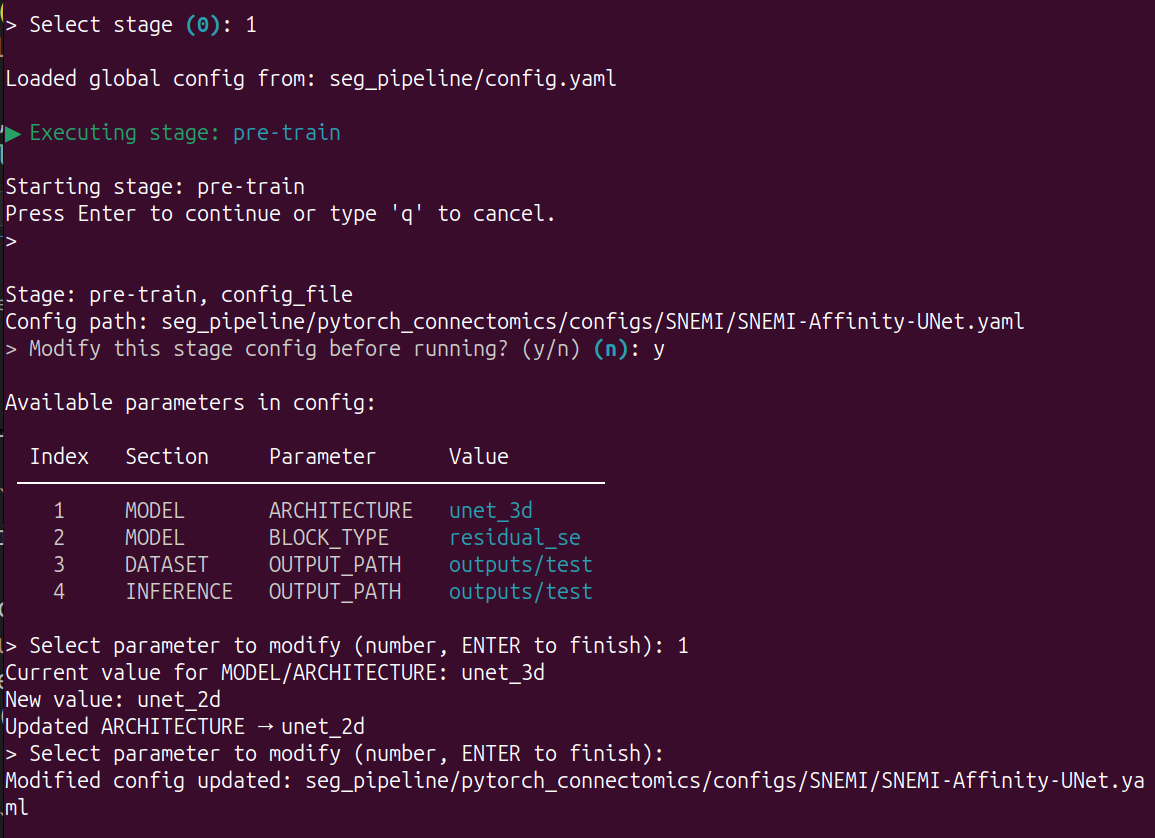 > Select stage (0): 1
Loaded global config from: seg_pipeline/config.yaml
▶ Executing stage: pre-train
Starting stage: pre-train
Press Enter to continue or type 'q' to cancel.
>
Stage: pre-train, config_file
Config path: seg_pipeline/pytorch_connectomics/configs/SNEMI/SNEMI-Affinity-UNet.yaml
> Modify this stage config before running? (y/n) (n): y
Available parameters in config:
Index Section Parameter Value
1 MODEL ARCHITECTURE unet_3d
2 MODEL BLOCK_TYPE residual_se
3 DATASET OUTPUT_PATH outputs/test
4 INFERENCE OUTPUT_PATH outputs/test
> Select parameter to modify (number, ENTER to finish): 1
Current value for MODEL/ARCHITECTURE: unet_3d
New value: unet_2d
Updated ARCHITECTURE → unet_2d
> Select parameter to modify (number, ENTER to finish):
Modified config updated: seg_pipeline/pytorch_connectomics/configs/SNEMI/SNEMI-Affinity-UNet.ya
ml